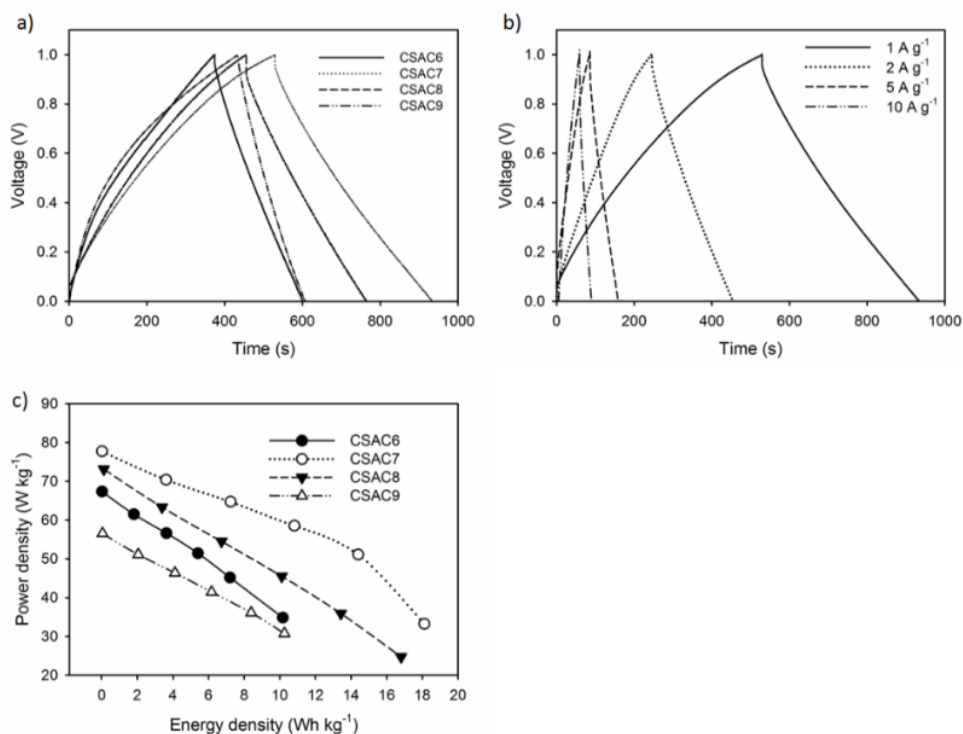 a)
Voltage (V)
1.0
0.8
0.6
0.4
0.2
0.0
CSAC6
CSAC7
CSAC8
CSAC9
0 200 400 600 800 1000
Time (s)
b)
Voltage (V)
1.0
0.8
0.6
0.4
0.2
0.0
1 A g⁻¹
2 A g⁻¹
5 A g⁻¹
10 A g⁻¹
0 200 400 600 800 1000
Time (s)
c)
Power density (W kg⁻¹)
90
80
70
60
50
40
30
20
CSAC6
CSAC7
CSAC8
CSAC9
0 2 4 6 8 10 12 14 16 18 20
Energy density (Wh kg⁻¹)